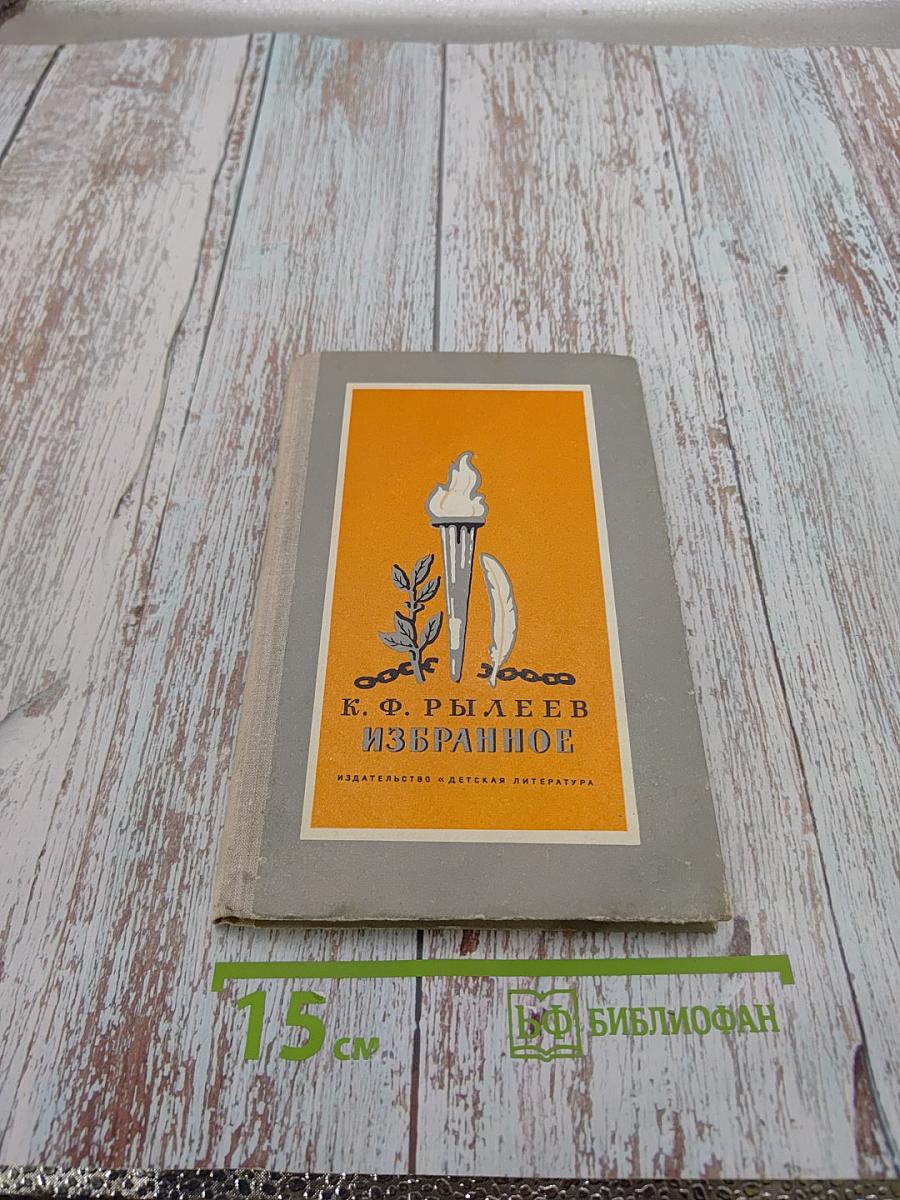 К. Ф. РЫЛЕЕВ
ИЗБРАННОЕ
ИЗДАТЕЛЬСТВО «ДЕТСКАЯ ЛИТЕРАТУРА
15 см
БФ БИБЛИОФАН